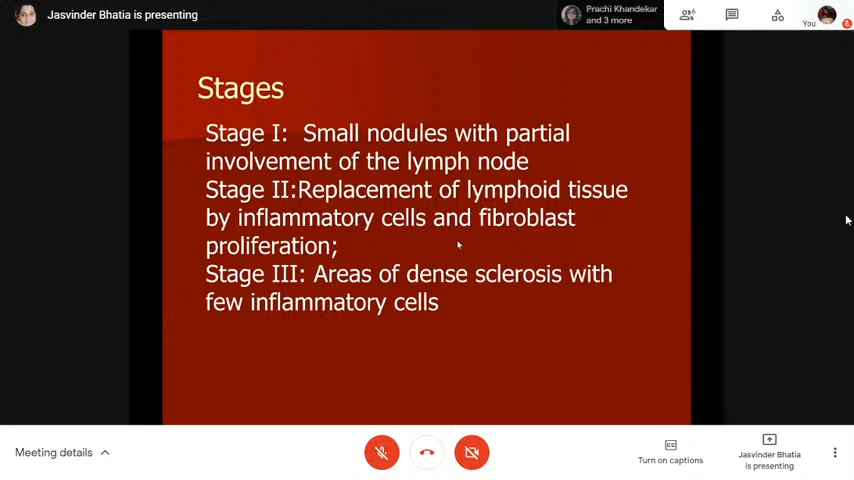 Jasvinder Bhatia is presenting
Prachi Khandekar
and 3 more
6
You
Stages
Stage I: Small nodules with partial
involvement of the lymph node
Stage II:Replacement of lymphoid tissue
by inflammatory cells and fibroblast
proliferation;
Stage III: Areas of dense sclerosis with
few inflammatory cells
Meeting details
Turn on captions
Jasvinder Bhatia
is presenting